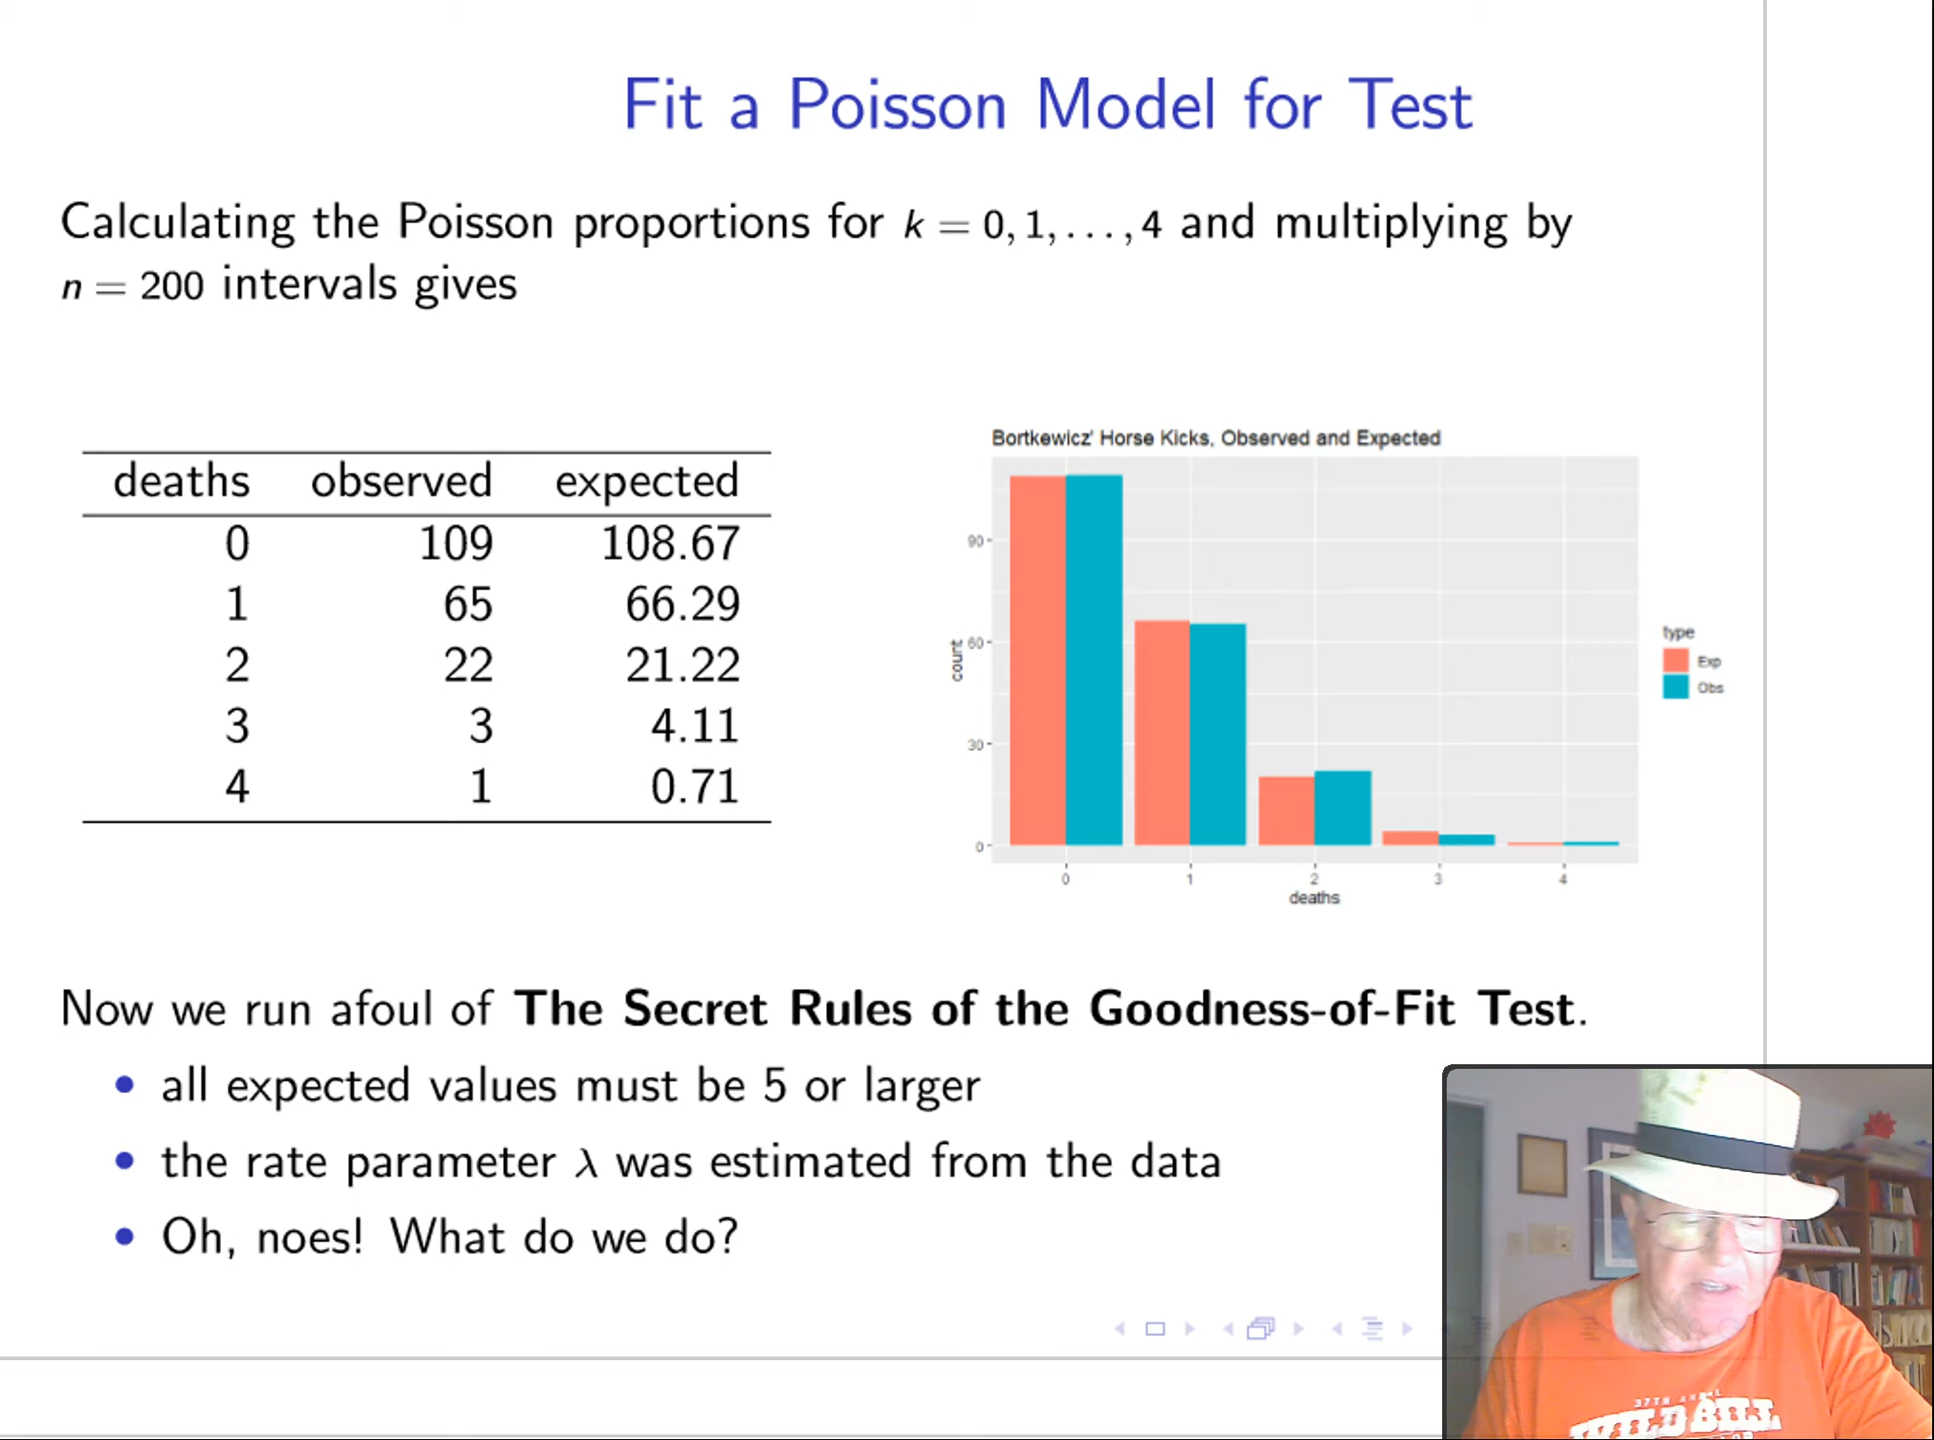 Fit a Poisson Model for Test
Calculating the Poisson proportions for k = 0, 1, . . . , 4 and multiplying by
n = 200 intervals gives
deaths observed expected
0 109 108.67
1 65 66.29
2 22 21.22
3 3 4.11
4 1 0.71
Bortkewicz' Horse Kicks, Observed and Expected
count
90
60
30
0
0 1 2 3 4
deaths
type
Exp
Obs
Now we run afoul of The Secret Rules of the Goodness-of-Fit Test.
• all expected values must be 5 or larger
• the rate parameter λ was estimated from the data
• Oh, noes! What do we do?
37TH
WILD BILL